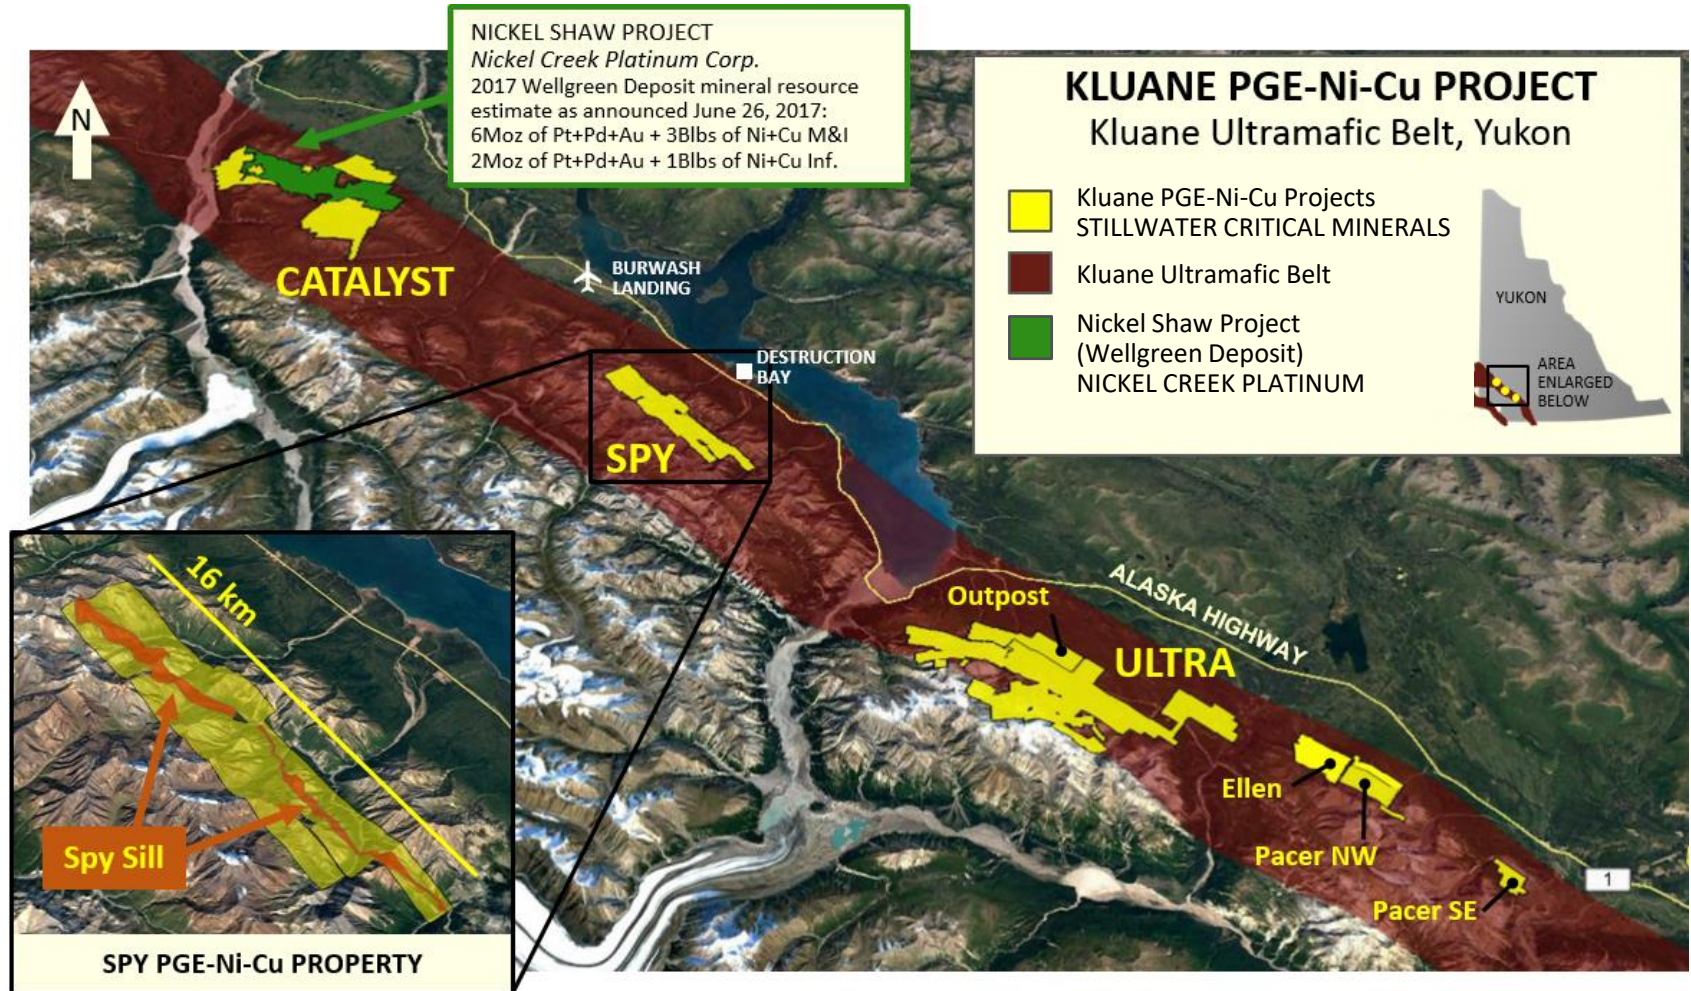 NICKEL SHAW PROJECT
Nickel Creek Platinum Corp.
2017 Wellgreen Deposit mineral resource
estimate as announced June 26, 2017:
6Moz of Pt+Pd+Au + 3Blbs of Ni+Cu M&I
2Moz of Pt+Pd+Au + 1Blbs of Ni+Cu Inf.
KLUANE PGE-Ni-Cu PROJECT
Kluane Ultramafic Belt, Yukon
Kluane PGE-Ni-Cu Projects
STILLWATER CRITICAL MINERALS
Kluane Ultramafic Belt
Nickel Shaw Project
(Wellgreen Deposit)
NICKEL CREEK PLATINUM
YUKON
AREA
ENLARGED
BELOW
N
CATALYST
BURWASH
LANDING
DESTRUCTION
BAY
SPY
16 km
Spy Sill
SPY PGE-Ni-Cu PROPERTY
Outpost
ULTRA
ALASKA HIGHWAY
Ellen
Pacer NW
Pacer SE
1